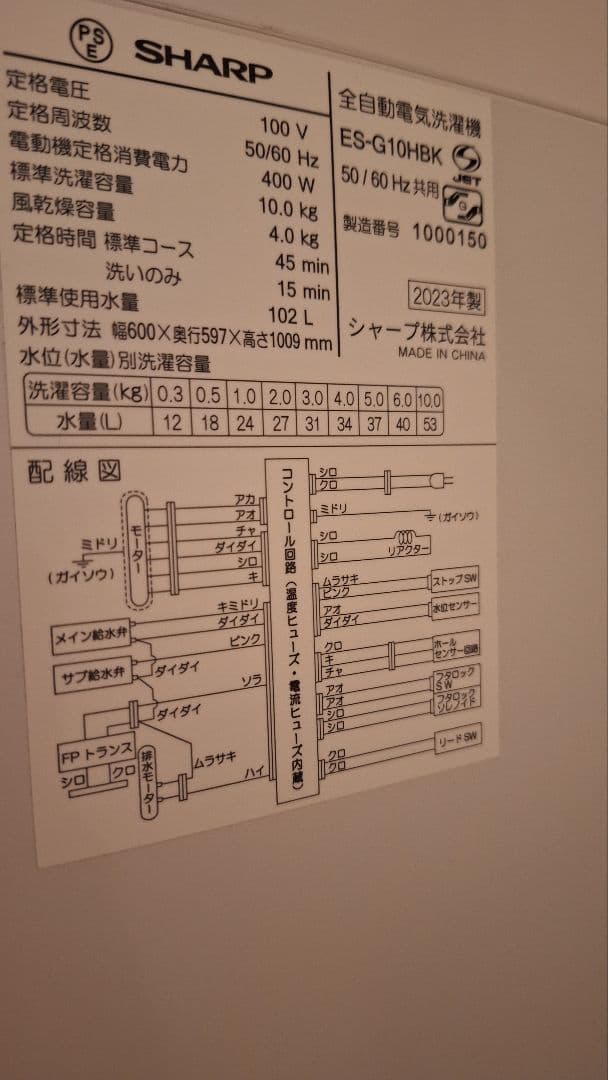 PSE SHARP
定格電圧 100 V
定格周波数 50/60 Hz
電動機定格消費電力 400 W
標準洗濯容量 10.0 kg
風乾燥容量 4.0 kg
定格時間 標準コース 45 min
洗いのみ 15 min
標準使用水量 102 L
外形寸法 幅600×奥行597×高さ1009 mm
全自動電気洗濯機
ES-G10HBK
JET
50/60 Hz共用
製造番号 1000150
2023年製
シャープ株式会社
MADE IN CHINA
水位(水量)別洗濯容量
洗濯容量(kg) 0.3 0.5 1.0 2.0 3.0 4.0 5.0 6.0 10.0
水量(L) 12 18 24 27 31 34 37 40 53
配線図
モーター
ミドリ
(ガイソウ)
アカ
アオ
チャ
ダイダイ
シロ
キ
キミドリ
ダイダイ
ピンク
メイン給水弁
サブ給水弁
ダイダイ
ソラ
ダイダイ
FPトランス
シロ
クロ
排水モーター
ムラサキ
ハイ
コントロール回路(温度ヒューズ・電流ヒューズ内蔵)
シロ
クロ
ミドリ
(ガイソウ)
シロ
シロ
リアクター
ムラサキ
ピンク
ストップSW
アオ
ダイダイ
水位センサー
クロ
キ
チャ
ホール
センサー回路
アオ
アオ
フタロック
SW
シロ
シロ
フタロック
ソレノイド
クロ
クロ
リードSW